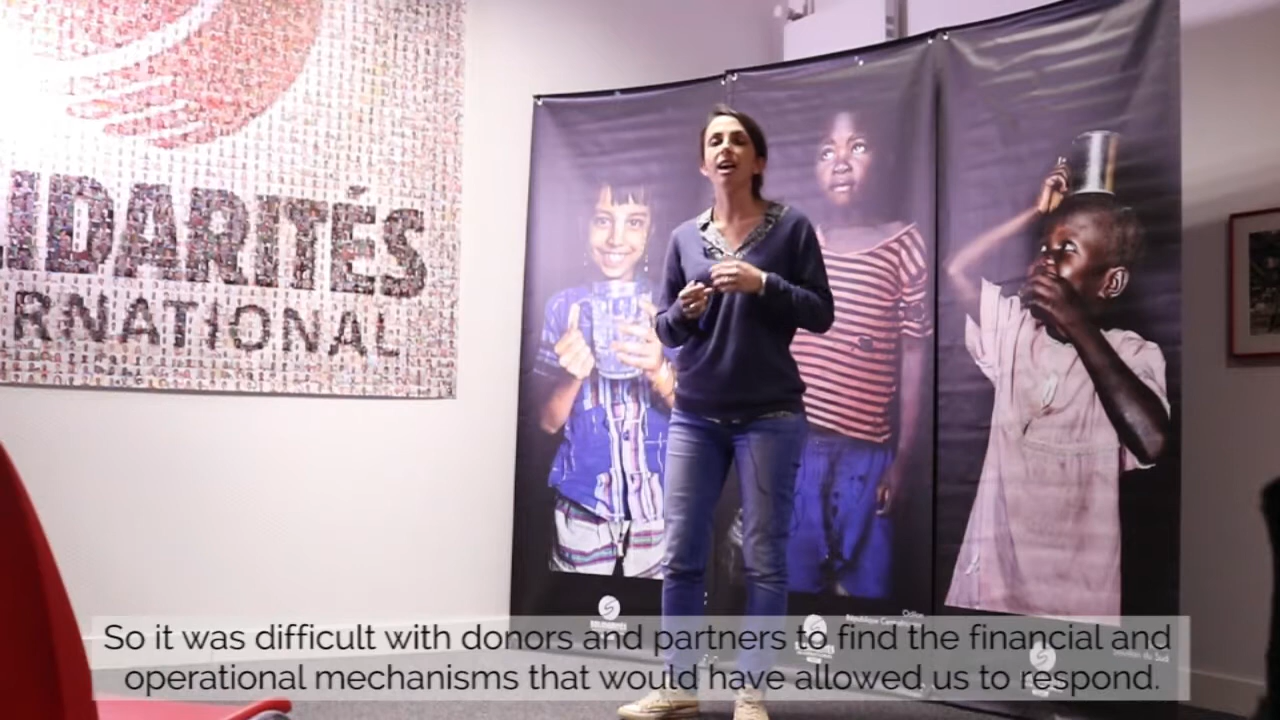 LIDARITÉS
RNATIONAL
So it was difficult with donors and partners to find the financial and
operational mechanisms that would have allowed us to respond.